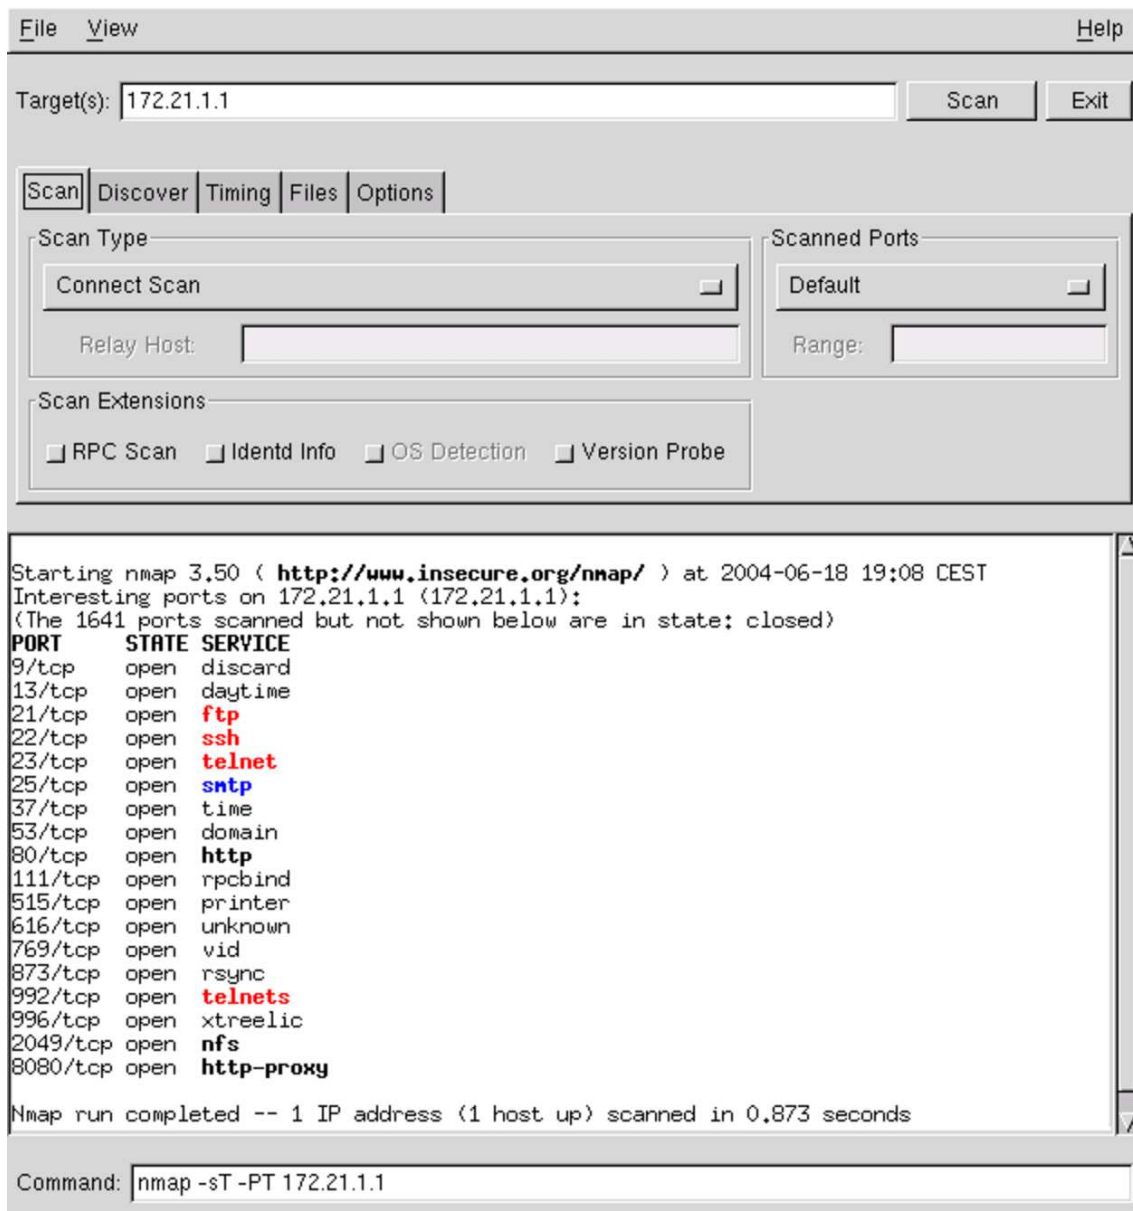 File View Help
Target(s): 172.21.1.1 Scan Exit
Scan Discover Timing Files Options
Scan Type Scanned Ports
Connect Scan Default
Relay Host: Range:
Scan Extensions
RPC Scan Identd Info OS Detection Version Probe
Starting nmap 3.50 ( http://www.insecure.org/nmap/ ) at 2004-06-18 19:08 CEST
Interesting ports on 172.21.1.1 (172.21.1.1):
(The 1641 ports scanned but not shown below are in state: closed)
PORT STATE SERVICE
9/tcp open discard
13/tcp open daytime
21/tcp open ftp
22/tcp open ssh
23/tcp open telnet
25/tcp open smtp
37/tcp open time
53/tcp open domain
80/tcp open http
111/tcp open rpcbind
515/tcp open printer
616/tcp open unknown
769/tcp open vid
873/tcp open rsync
992/tcp open telnets
996/tcp open xtreelic
2049/tcp open nfs
8080/tcp open http-proxy
Nmap run completed -- 1 IP address (1 host up) scanned in 0.873 seconds
Command: nmap -sT -PT 172.21.1.1